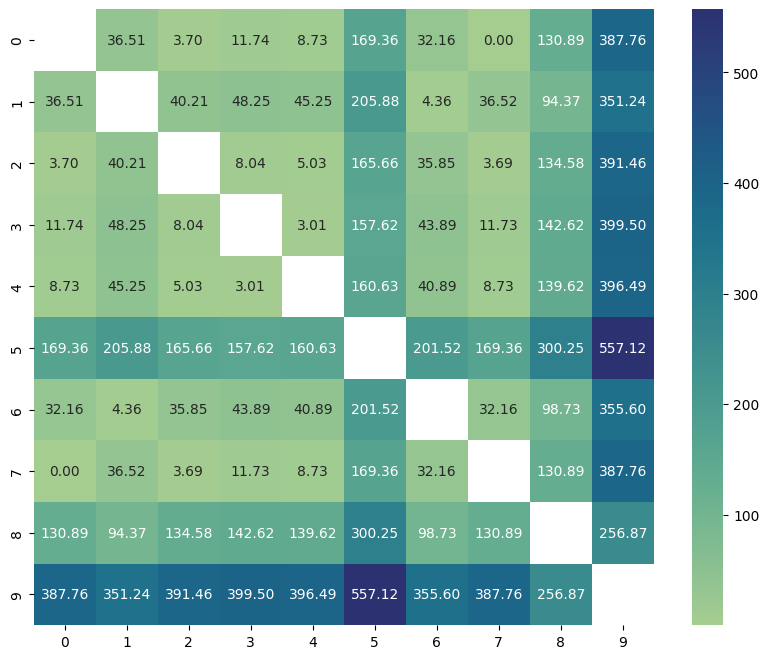 0 36.51 3.70 11.74 8.73 169.36 32.16 0.00 130.89 387.76
1 36.51 40.21 48.25 45.25 205.88 4.36 36.52 94.37 351.24
2 3.70 40.21 8.04 5.03 165.66 35.85 3.69 134.58 391.46
3 11.74 48.25 8.04 3.01 157.62 43.89 11.73 142.62 399.50
4 8.73 45.25 5.03 3.01 160.63 40.89 8.73 139.62 396.49
5 169.36 205.88 165.66 157.62 160.63 201.52 169.36 300.25 557.12
6 32.16 4.36 35.85 43.89 40.89 201.52 32.16 98.73 355.60
7 0.00 36.52 3.69 11.73 8.73 169.36 32.16 130.89 387.76
8 130.89 94.37 134.58 142.62 139.62 300.25 98.73 130.89 256.87
9 387.76 351.24 391.46 399.50 396.49 557.12 355.60 387.76 256.87
0 1 2 3 4 5 6 7 8 9
500
400
300
200
100